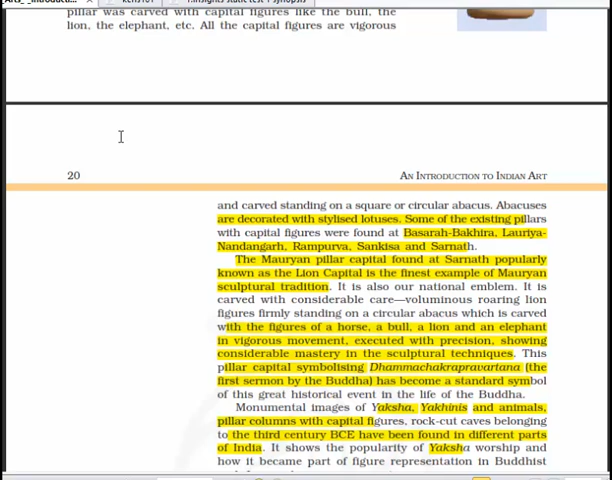 pillar was carved with capital figures like the bull, the
lion, the elephant, etc. All the capital figures are vigorous
20
AN INTRODUCTION TO INDIAN ART
and carved standing on a square or circular abacus. Abacuses
are decorated with stylised lotuses. Some of the existing pillars
with capital figures were found at Basarah-Bakhira, Lauriya-
Nandangarh, Rampurva, Sankisa and Sarnath.
The Mauryan pillar capital found at Sarnath popularly
known as the Lion Capital is the finest example of Mauryan
sculptural tradition. It is also our national emblem. It is
carved with considerable care—voluminous roaring lion
figures firmly standing on a circular abacus which is carved
with the figures of a horse, a bull, a lion and an elephant
in vigorous movement, executed with precision, showing
considerable mastery in the sculptural techniques. This
pillar capital symbolising Dhammachakrapravartana (the
first sermon by the Buddha) has become a standard symbol
of this great historical event in the life of the Buddha.
Monumental images of Yaksha, Yakhinis and animals,
pillar columns with capital figures, rock-cut caves belonging
to the third century BCE have been found in different parts
of India. It shows the popularity of Yaksha worship and
how it became part of figure representation in Buddhist